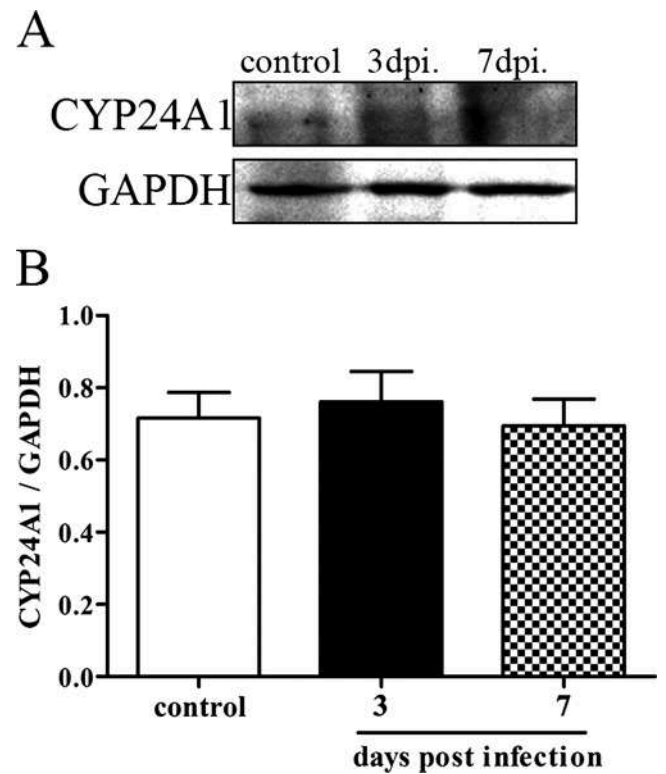 A
control 3dpi. 7dpi.
CYP24A1
GAPDH
B
CYP24A1 / GAPDH
1.0
0.8
0.6
0.4
0.2
0.0
control 3 7
days post infection